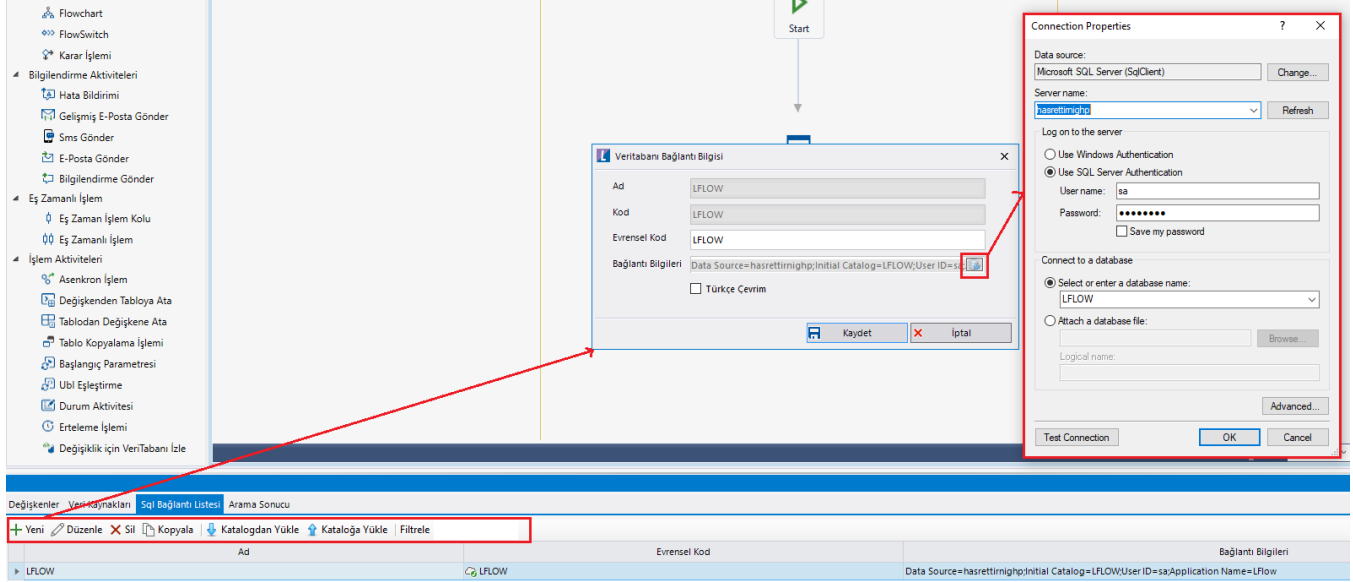 Flowchart
FlowSwitch
Karar İşlemi
Bilgilendirme Aktiviteleri
Hata Bildirimi
Gelişmiş E-Posta Gönder
Sms Gönder
E-Posta Gönder
Bilgilendirme Gönder
Eş Zamanlı İşlem
Eş Zaman İşlem Kolu
Eş Zamanlı İşlem
İşlem Aktiviteleri
Asenkron İşlem
Değişkenden Tabloya Ata
Tablodan Değişkene Ata
Tablo Kopyalama İşlemi
Başlangıç Parametresi
Ubl Eşleştirme
Durum Aktivitesi
Erteleme İşlemi
Değişiklik için VeriTabanı İzle
Start
Veritabanı Bağlantı Bilgisi
Ad LFLOW
Kod LFLOW
Evrensel Kod LFLOW
Bağlantı Bilgileri Data Source=hasrettirnighp;Initial Catalog=LFLOW;User ID=sa;
Türkçe Çevrim
Kaydet İptal
Connection Properties ?
Data source:
Microsoft SQL Server (SqlClient) Change...
Server name:
hasrettirnighp Refresh
Log on to the server
Use Windows Authentication
Use SQL Server Authentication
User name: sa
Password: ●●●●●●●●
Save my password
Connect to a database
Select or enter a database name:
LFLOW
Attach a database file:
Browse...
Logical name:
Advanced...
Test Connection OK Cancel
Değişkenler Veri Kaynakları Sql Bağlantı Listesi Arama Sonucu
Yeni Düzenle Sil Kopyala Katalogdan Yükle Kataloğa Yükle Filtrele
Ad Evrensel Kod Bağlantı Bilgileri
LFLOW LFLOW Data Source=hasrettirnighp;Initial Catalog=LFLOW;User ID=sa;Application Name=LFlow